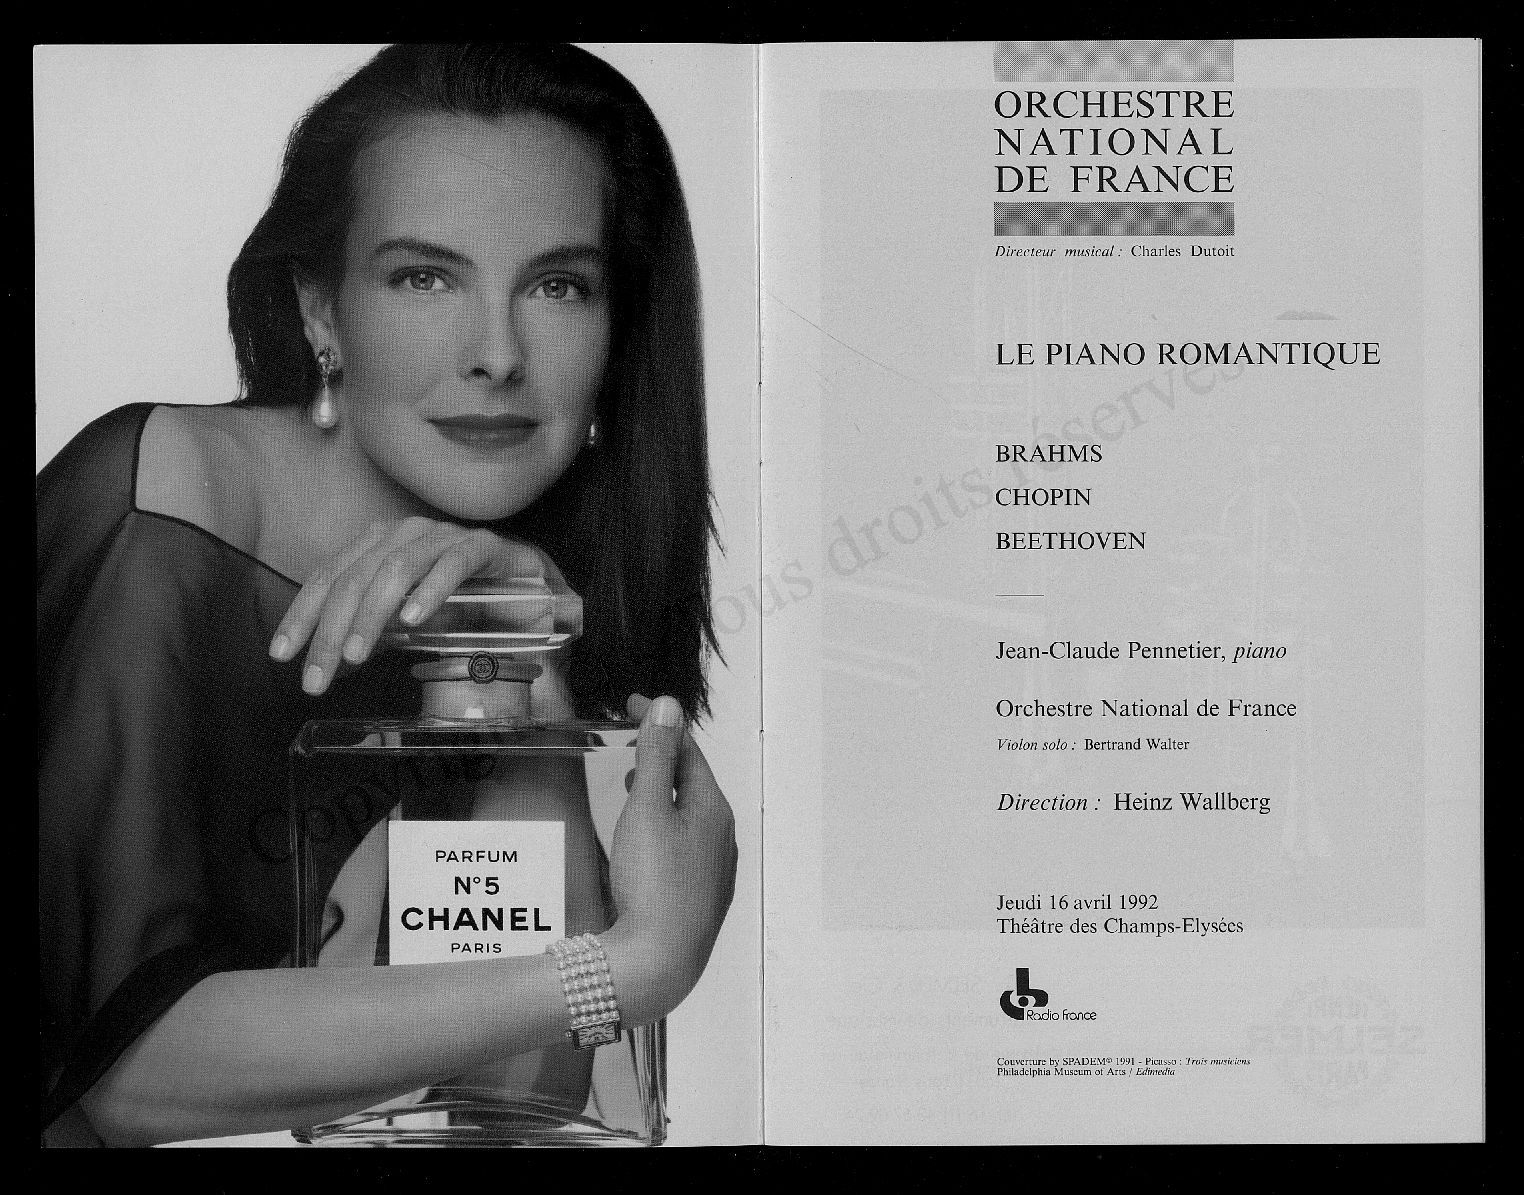 PARFUM
N°5
CHANEL
PARIS
ORCHESTRE
NATIONAL
DE FRANCE
Directeur musical : Charles Dutoit
LE PIANO ROMANTIQUE
BRAHMS
CHOPIN
BEETHOVEN
Jean-Claude Pennetier, piano
Orchestre National de France
Violon solo : Bertrand Walter
Direction : Heinz Wallberg
Jeudi 16 avril 1992
Théâtre des Champs-Elysées
Radio France
Couverture by SPADEM© 1991 - Picasso : Trois musiciens
Philadelphia Museum of Arts / Edimedia
droits réservés